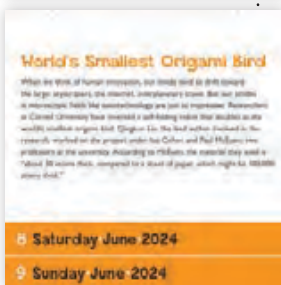 World's Smallest Origami Bird
When we think of human innovation, our minds tend to drift toward
the large: skyscrapers, the internet, interplanetary travel. But our exploits
in microscopic fields like nanotechnology are just as impressive. Researchers
at Cornell University have invented a self-folding robot that doubles as the
world's smallest origami bird. Qingkun Liu, the lead author involved in the
research, worked on the project under Itai Cohen and Paul McEuen, two
professors at the university. According to McEuen, the material they used is
"about 30 atoms thick, compared to a sheet of paper, which might be 100,000
atoms thick."
8 Saturday June 2024
9 Sunday June 2024